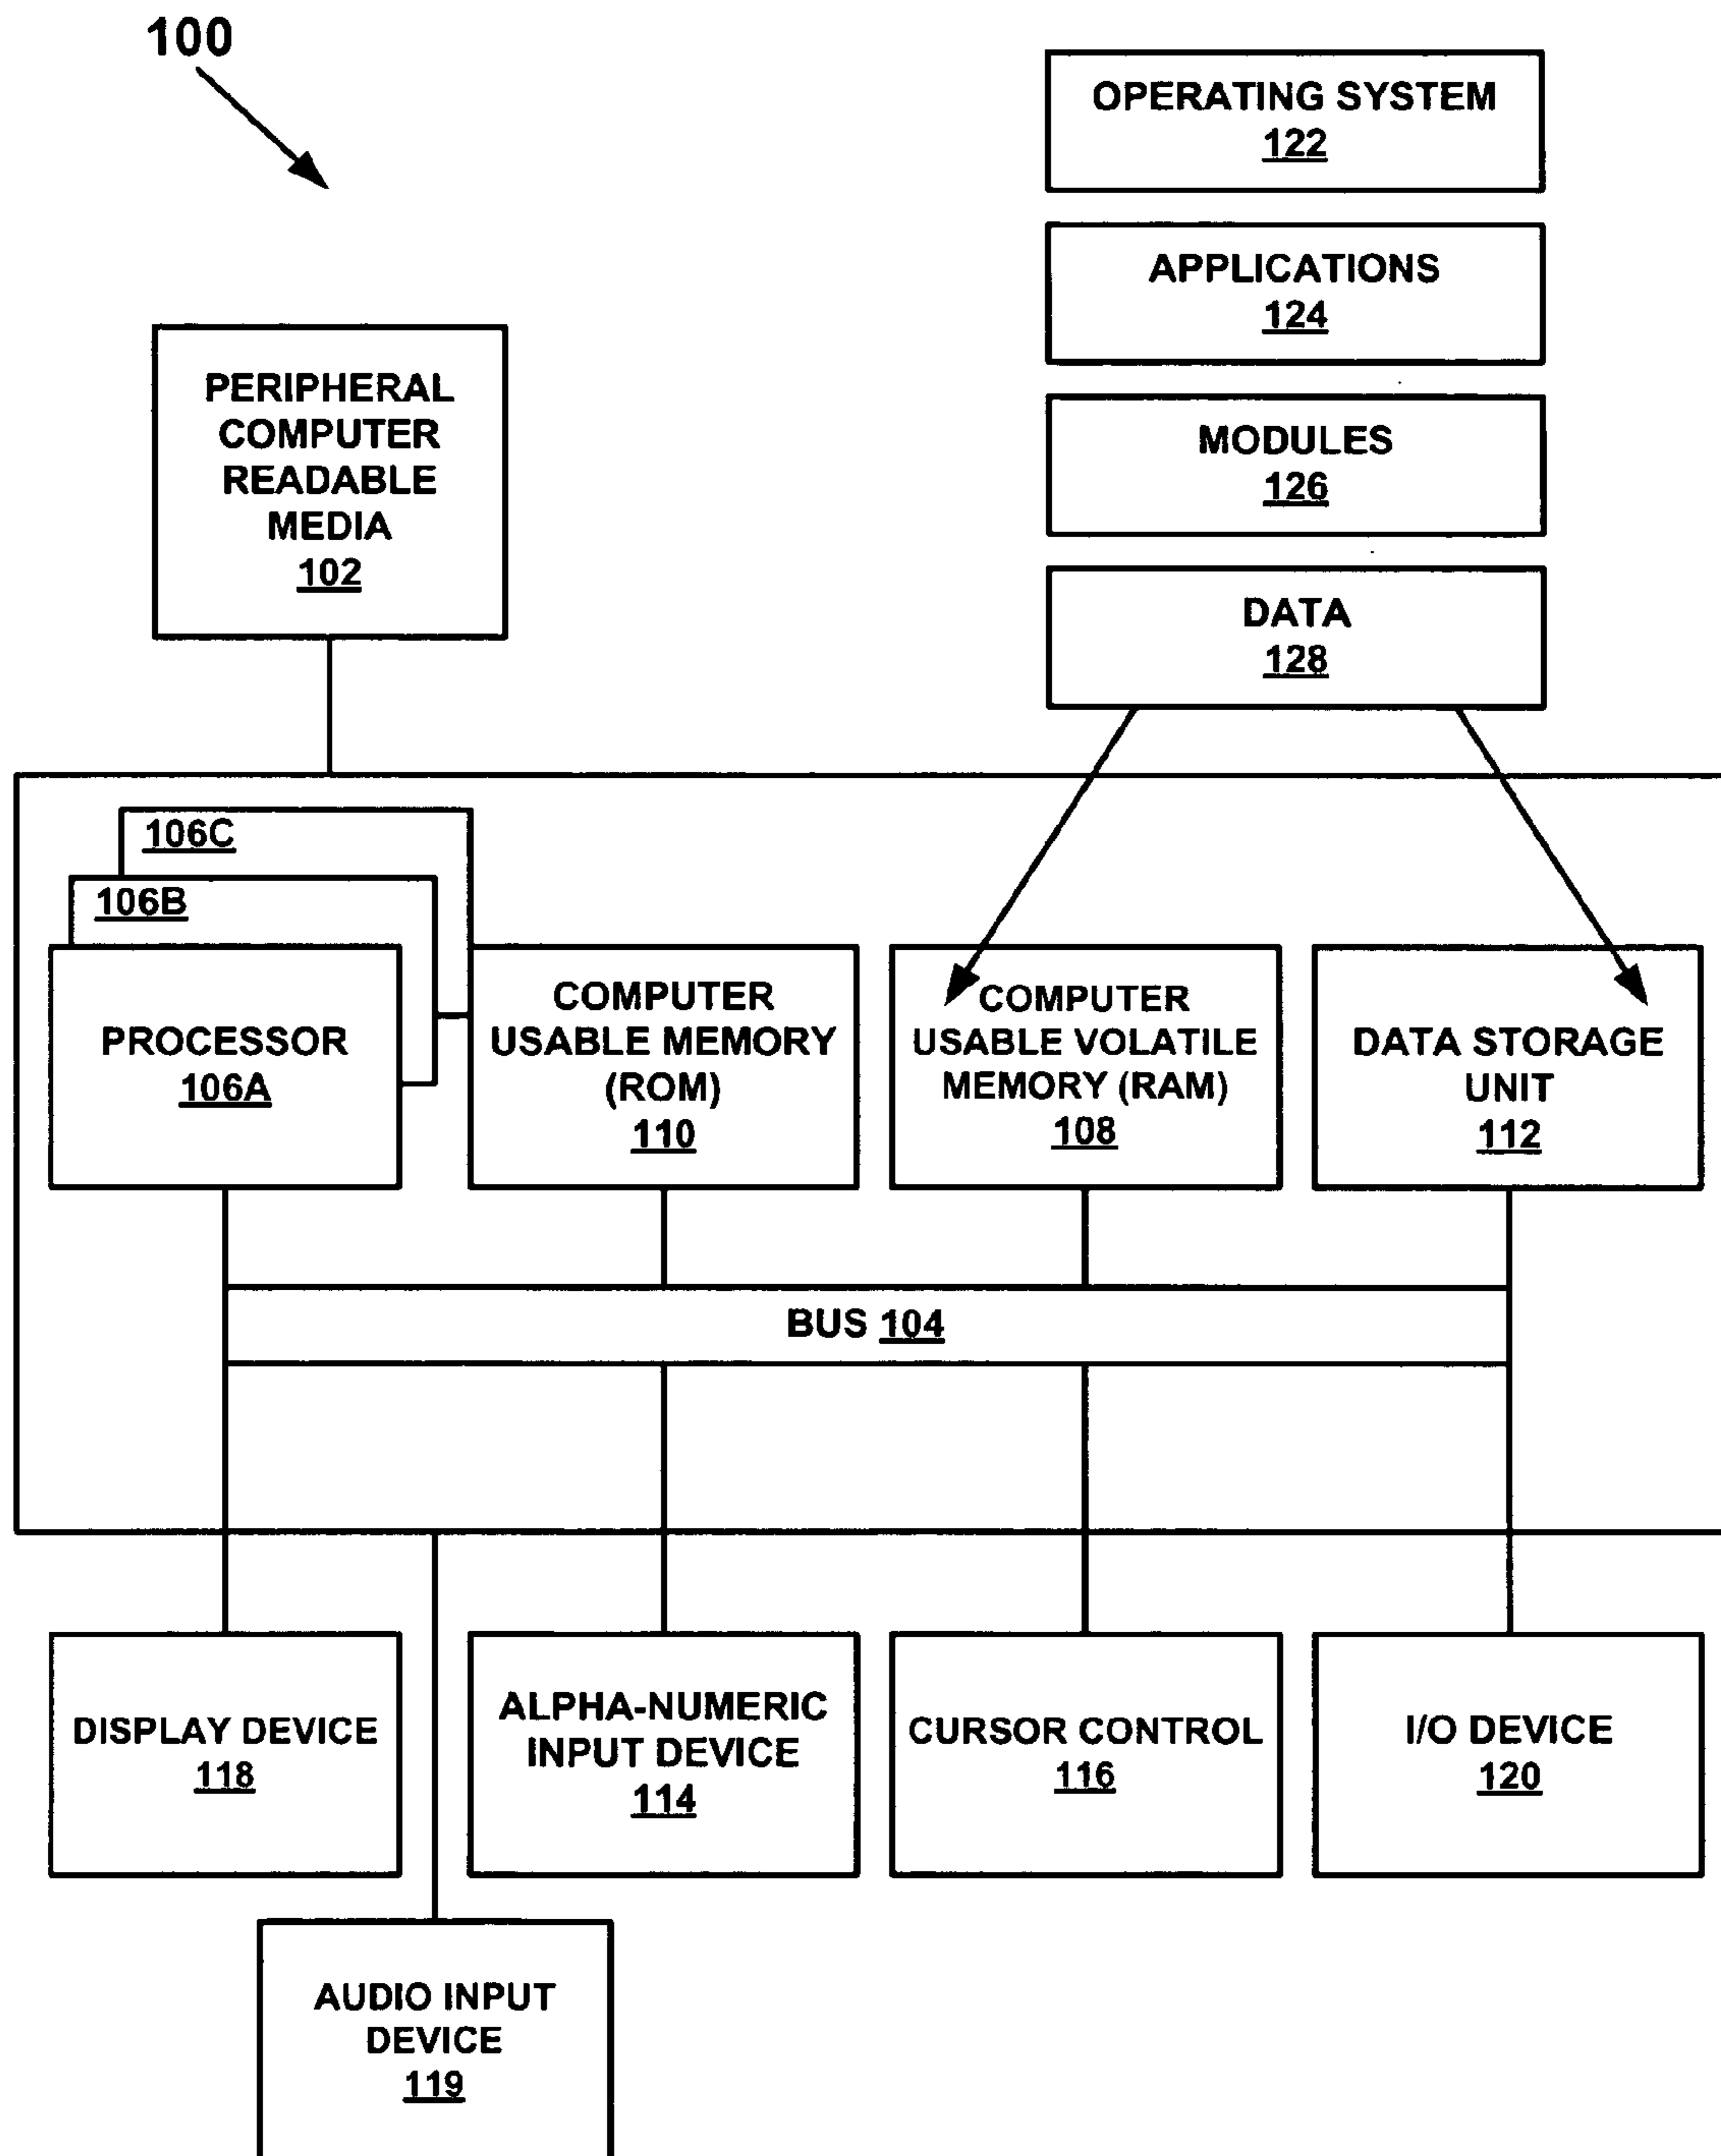 100
OPERATING SYSTEM
122
APPLICATIONS
124
MODULES
126
DATA
128
PERIPHERAL
COMPUTER
READABLE
MEDIA
102
106C
106B
PROCESSOR
106A
COMPUTER
USABLE MEMORY
(ROM)
110
COMPUTER
USABLE VOLATILE
MEMORY (RAM)
108
DATA STORAGE
UNIT
112
BUS 104
DISPLAY DEVICE
118
ALPHA-NUMERIC
INPUT DEVICE
114
CURSOR CONTROL
116
I/O DEVICE
120
AUDIO INPUT
DEVICE
119